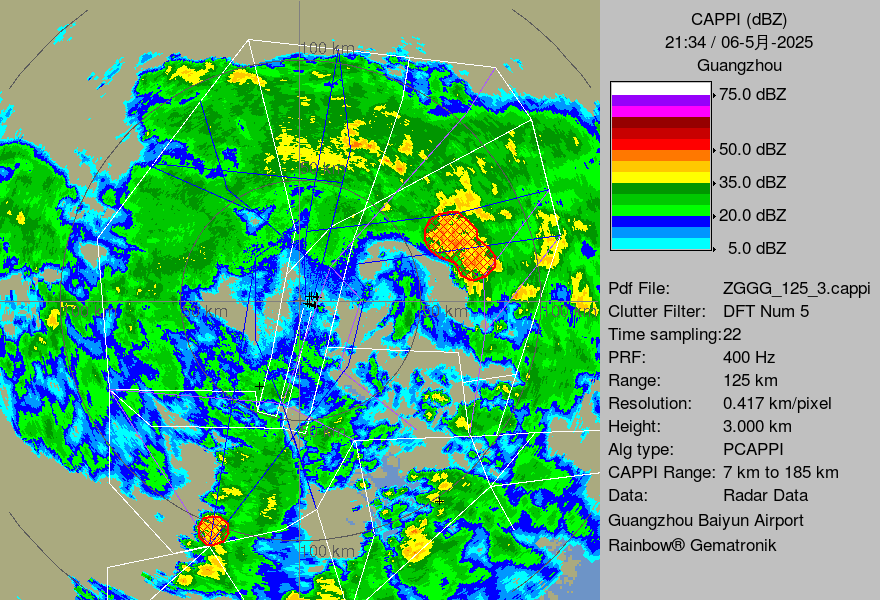 CAPPI (dBZ)
21:34 / 06-5月-2025
Guangzhou
75.0 dBZ
50.0 dBZ
35.0 dBZ
20.0 dBZ
5.0 dBZ
Pdf File: ZGGG_125_3.cappi
Clutter Filter: DFT Num 5
Time sampling:22
PRF: 400 Hz
Range: 125 km
Resolution: 0.417 km/pixel
Height: 3.000 km
Alg type: PCAPPI
CAPPI Range: 7 km to 185 km
Data: Radar Data
Guangzhou Baiyun Airport
Rainbow® Gematronik
100 km
km
km
100 km
100 km